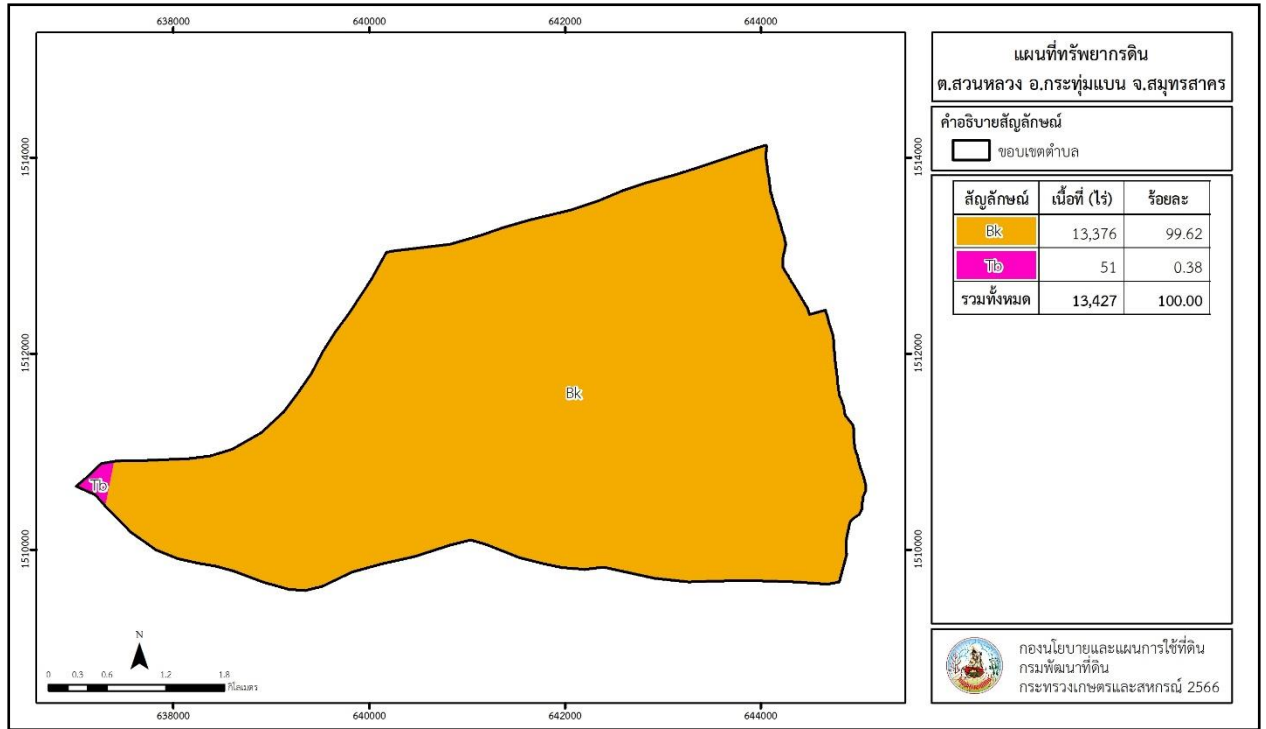 638000 640000 642000 644000
1514000 1514000
1512000 1512000
1510000 1510000
Bk
Tb
N
0 0.3 0.6 1.2 1.8
กิโลเมตร
638000 640000 642000 644000
แผนที่ทรัพยากรดิน
ต.สวนหลวง อ.กระทุ่มแบน จ.สมุทรสาคร
คำอธิบายสัญลักษณ์
ขอบเขตตำบล
สัญลักษณ์ เนื้อที่ (ไร่) ร้อยละ
Bk 13,376 99.62
Tb 51 0.38
รวมทั้งหมด 13,427 100.00
กองนโยบายและแผนการใช้ที่ดิน
กรมพัฒนาที่ดิน
กระทรวงเกษตรและสหกรณ์ 2566